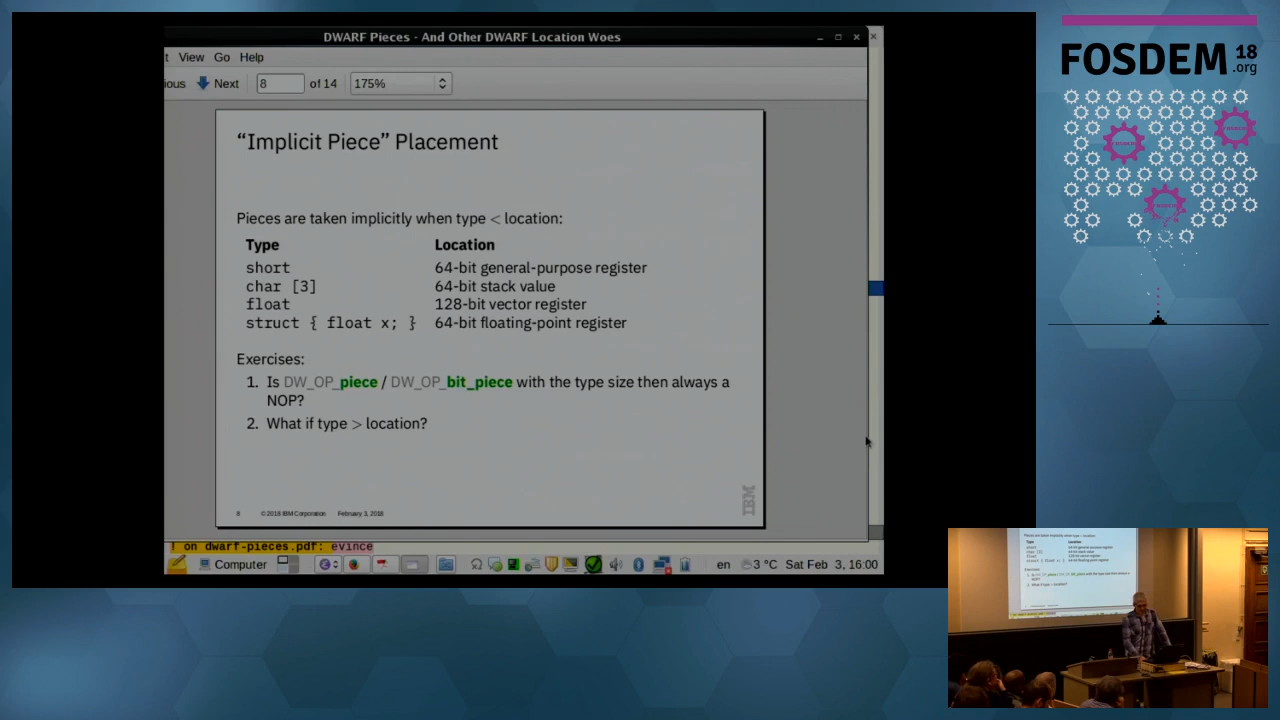 DWARF Pieces - And Other DWARF Location Woes
t View Go Help
ious Next 8 of 14 175%
“Implicit Piece” Placement
Pieces are taken implicitly when type < location:
Type Location
short 64-bit general-purpose register
char [3] 64-bit stack value
float 128-bit vector register
struct { float x; } 64-bit floating-point register
Exercises:
1. Is DW_OP_piece / DW_OP_bit_piece with the type size then always a
NOP?
2. What if type > location?
8 © 2018 IBM Corporation February 3, 2018
IBM
on dwarf-pieces.pdf: evince
Computer en 3 °C Sat Feb 3, 16:00
FOSDEM 18
.org